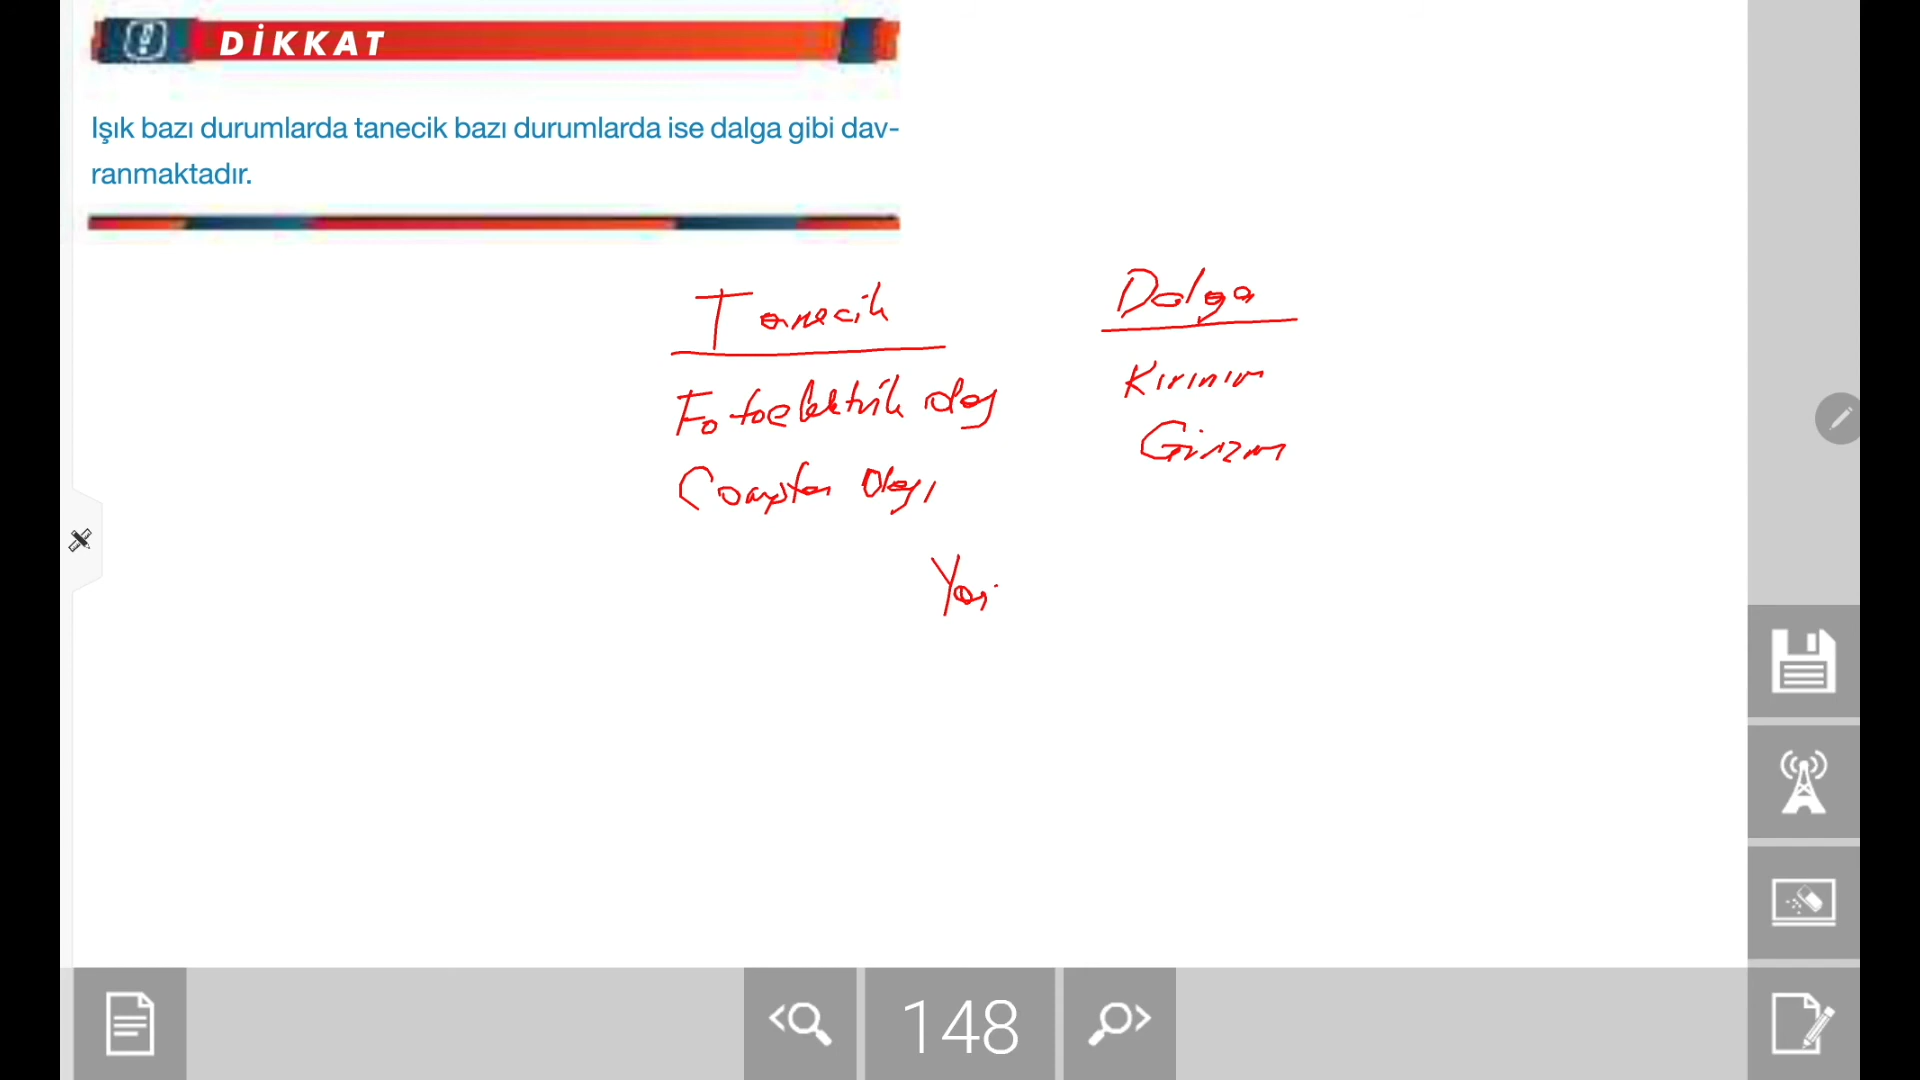 DİKKAT
Işık bazı durumlarda tanecik bazı durumlarda ise dalga gibi dav-
ranmaktadır.
Tanecik
Dalga
Fotoelektrik olay
Kırınım
Girişim
Compton Olayı
148